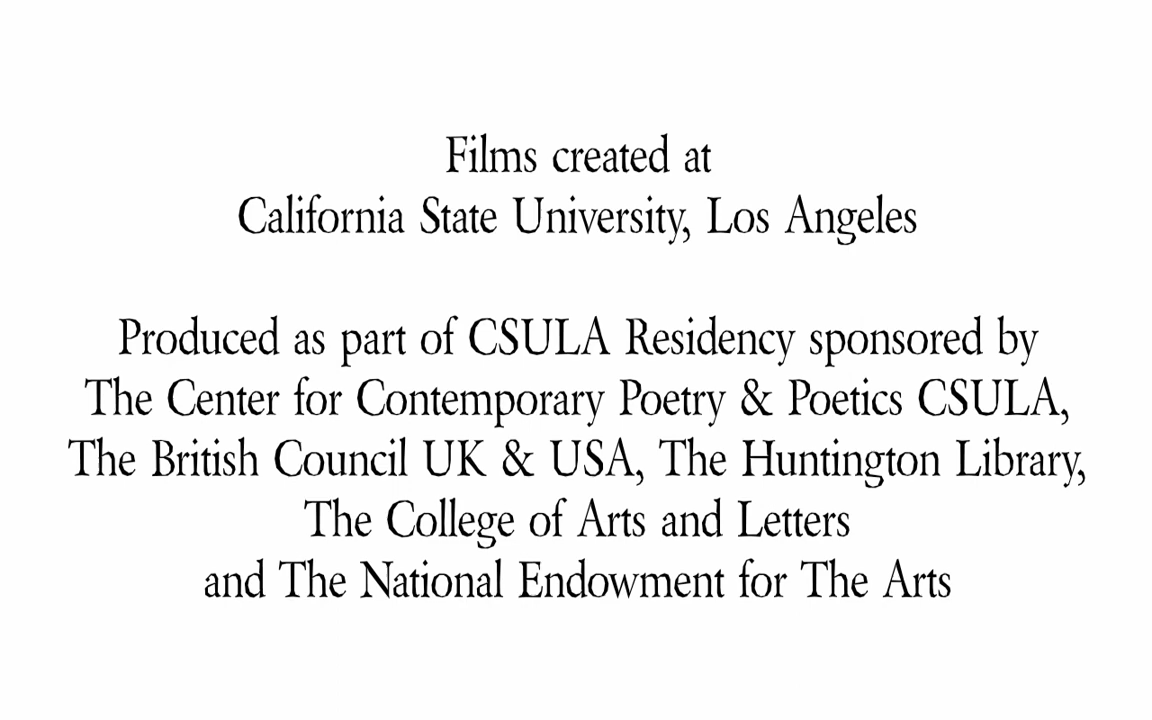 Films created at
California State University, Los Angeles
Produced as part of CSULA Residency sponsored by
The Center for Contemporary Poetry & Poetics CSULA,
The British Council UK & USA, The Huntington Library,
The College of Arts and Letters
and The National Endowment for The Arts